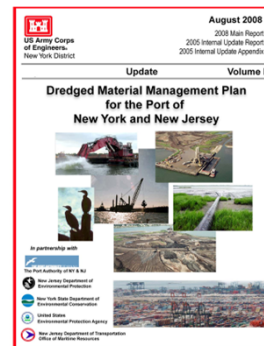 August 2008
2008 Main Report
2005 Internal Update Report
2005 Internal Update Appendix
US Army Corps
of Engineers®
New York District
Update Volume I
Dredged Material Management Plan
for the Port of
New York and New Jersey
In partnership with
The Port Authority of NY & NJ
New Jersey Department of
Environmental Protection
New York State Department of
Environmental Conservation
United States
Environmental Protection Agency
New Jersey Department of Transportation
Office of Maritime Resources